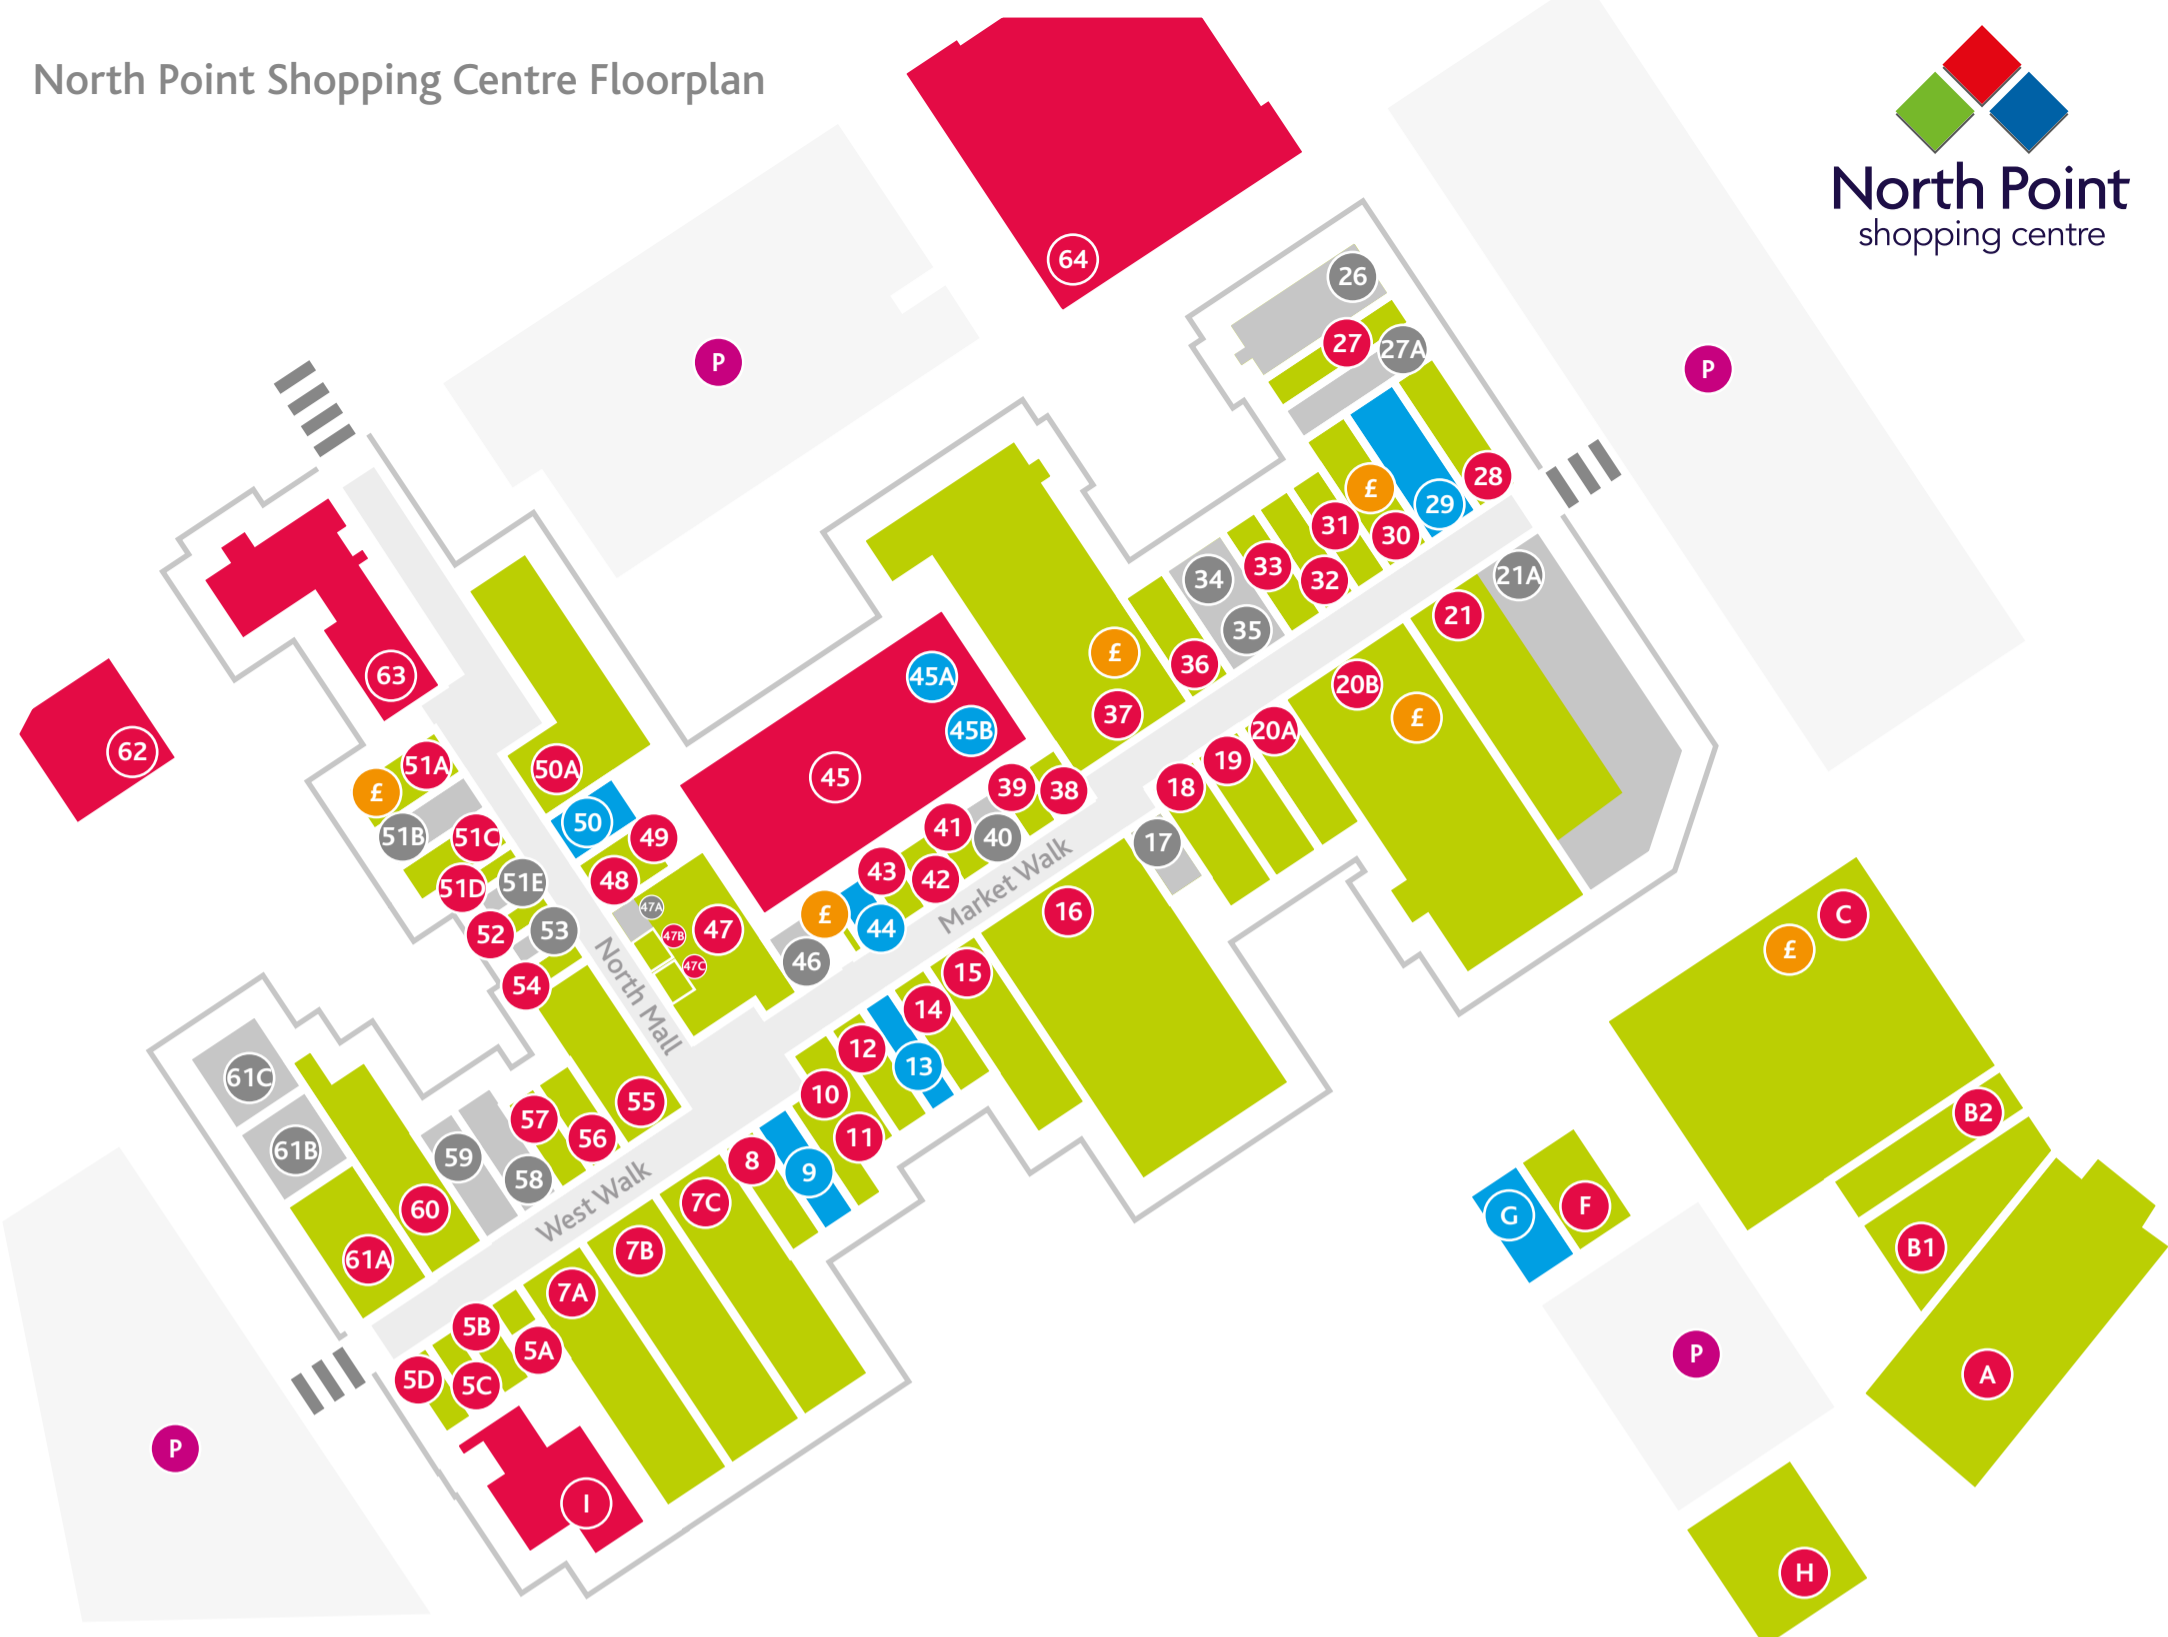 North Point Shopping Centre Floorplan
North Point
shopping centre
64
26
27
27A
P
P
28
29
£
30
31
32
33
34
35
36
21A
21
63
62
45A
45B
£
37
20B
£
20A
19
18
17
51A
£
50A
45
39
38
50
49
51B
51C
41
40
Market Walk
43
42
48
51D
51E
47A
47
47B
47C
£
44
46
16
C
£
52
53
North Mall
54
15
14
13
12
10
11
61C
61B
55
57
56
59
58
60
61A
West Walk
8
9
7C
7B
7A
B2
B1
F
G
5B
5A
5D
5C
P
P
A
I
H